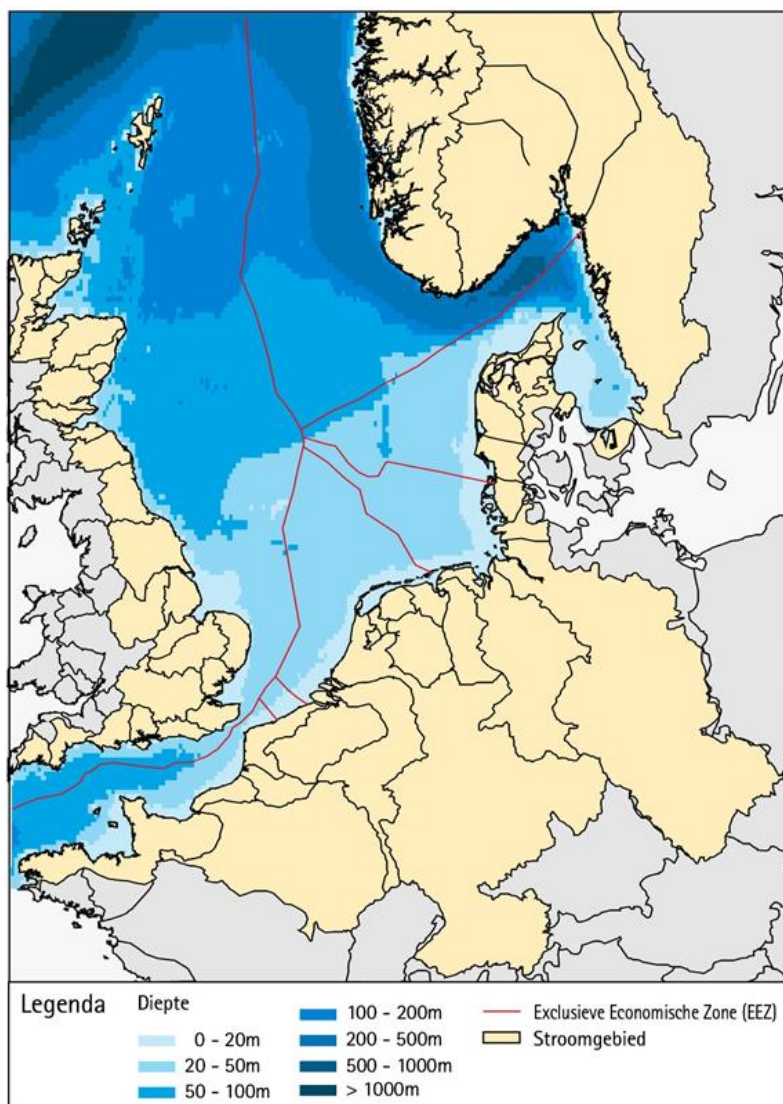 Legenda
Diepte
0 - 20m
20 - 50m
50 - 100m
100 - 200m
200 - 500m
500 - 1000m
> 1000m
Exclusieve Economische Zone (EEZ)
Stroomgebied